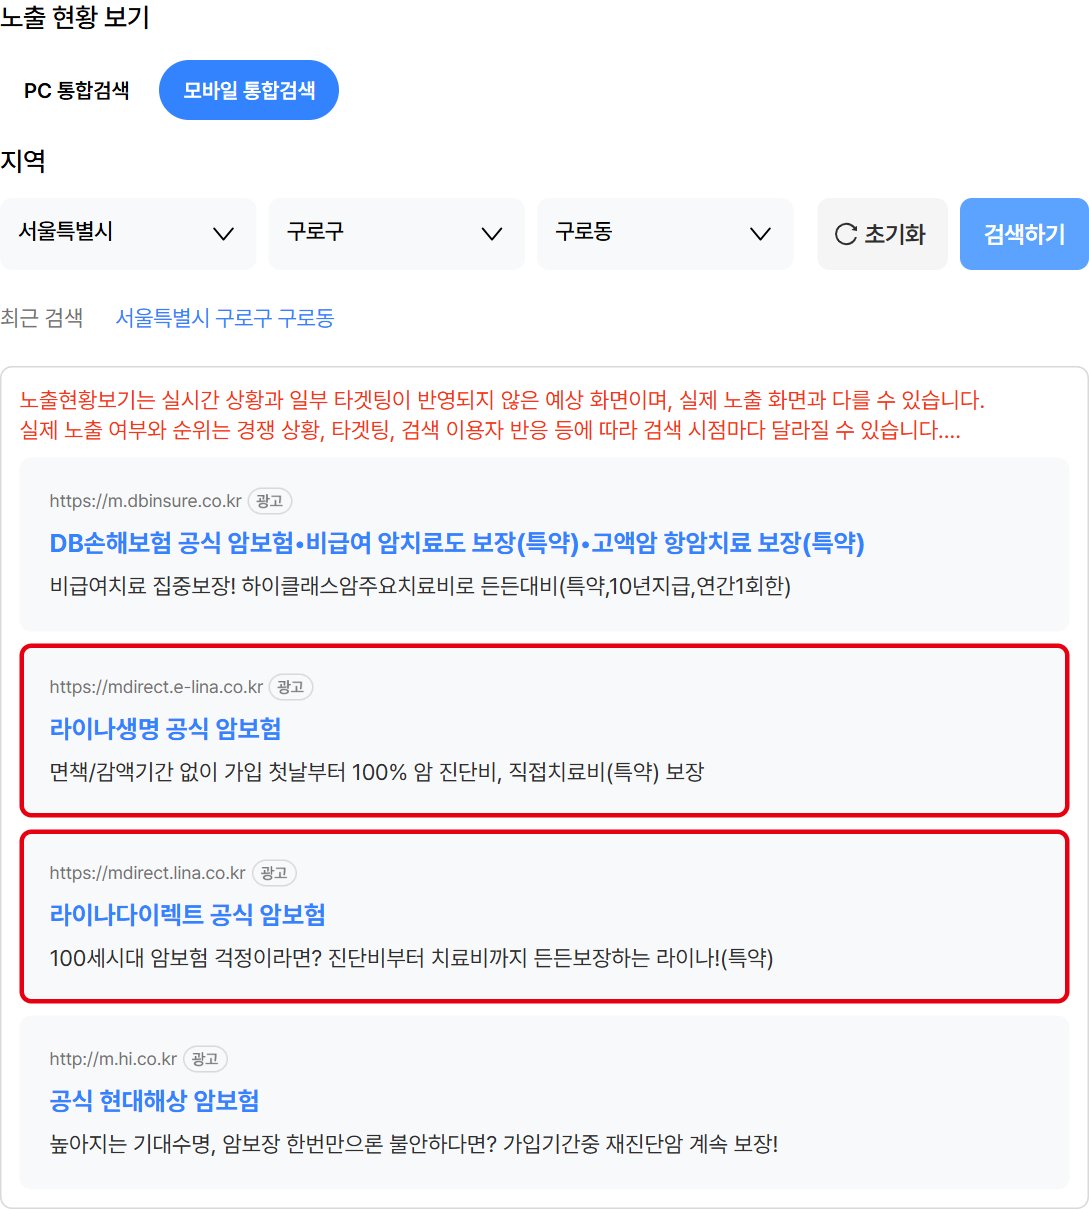 노출 현황 보기
PC 통합검색 모바일 통합검색
지역
서울특별시 구로구 구로동 초기화 검색하기
최근 검색 서울특별시 구로구 구로동
노출현황보기는 실시간 상황과 일부 타겟팅이 반영되지 않은 예상 화면이며, 실제 노출 화면과 다를 수 있습니다.
실제 노출 여부와 순위는 경쟁 상황, 타겟팅, 검색 이용자 반응 등에 따라 검색 시점마다 달라질 수 있습니다....
https://m.dbinsure.co.kr 광고
DB손해보험 공식 암보험•비급여 암치료도 보장(특약)•고액암 항암치료 보장(특약)
비급여치료 집중보장! 하이클래스암주요치료비로 든든대비(특약,10년지급,연간1회한)
https://mdirect.e-lina.co.kr 광고
라이나생명 공식 암보험
면책/감액기간 없이 가입 첫날부터 100% 암 진단비, 직접치료비(특약) 보장
https://mdirect.lina.co.kr 광고
라이나다이렉트 공식 암보험
100세시대 암보험 걱정이라면? 진단비부터 치료비까지 든든보장하는 라이나!(특약)
http://m.hi.co.kr 광고
공식 현대해상 암보험
높아지는 기대수명, 암보장 한번만으론 불안하다면? 가입기간중 재진단암 계속 보장!